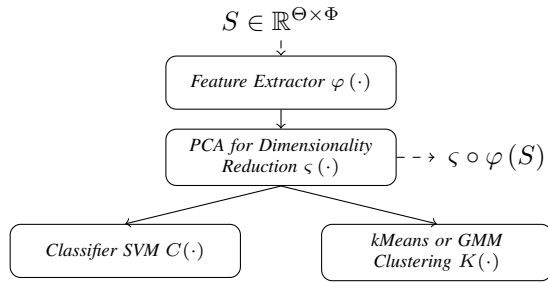 S ∈ ℝ^{Θ×Φ}
Feature Extractor φ (·)
PCA for Dimensionality
Reduction ς (·)
ς ∘ φ (S)
Classifier SVM C(·)
kMeans or GMM
Clustering K(·)